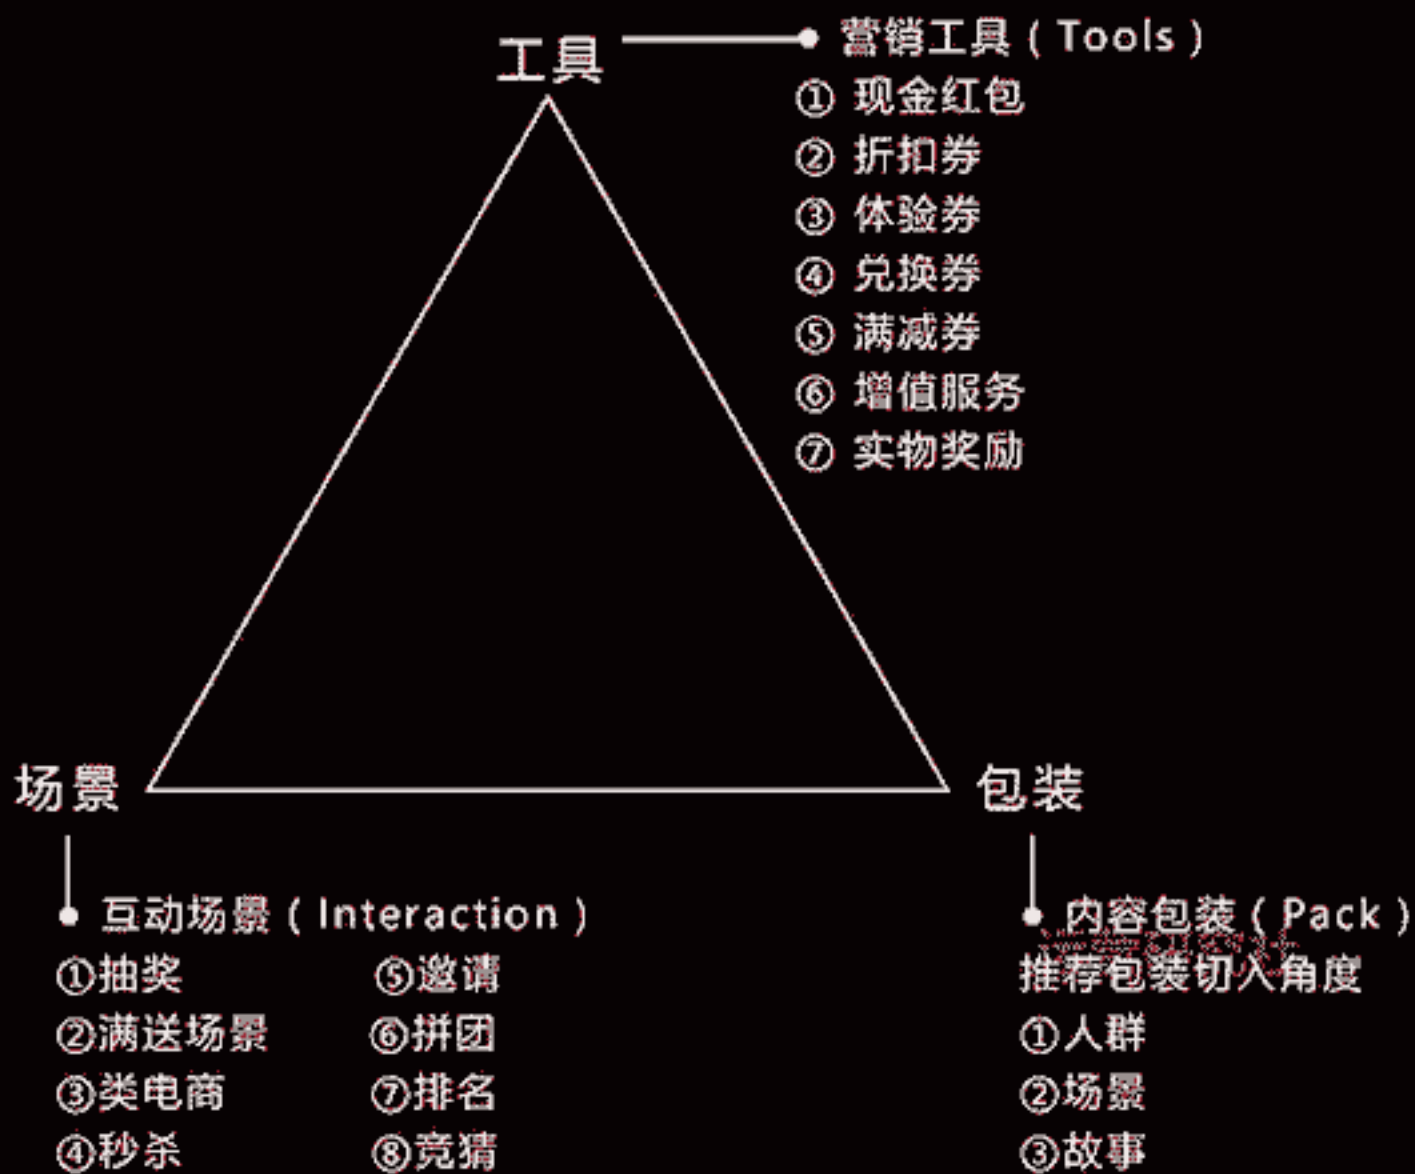 工具
营销工具 ( Tools )
① 现金红包
② 折扣券
③ 体验券
④ 兑换券
⑤ 满减券
⑥ 增值服务
⑦ 实物奖励
场景
互动场景 ( Interaction )
①抽奖 ⑤邀请
②满送场景 ⑥拼团
③类电商 ⑦排名
④秒杀 ⑧竞猜
包装
内容包装 ( Pack )
推荐包装切入角度
①人群
②场景
③故事